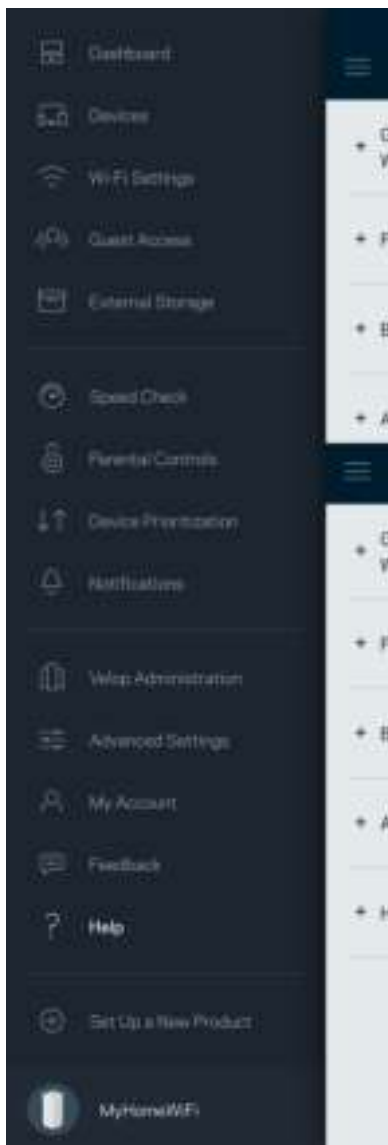 Dashboard
Devices
Wi-Fi Settings
Guest Access
External Storage
Speed Check
Parental Controls
Device Prioritization
Notifications
Velop Administration
Advanced Settings
My Account
Feedback
Help
Set Up a New Product
MyHomeWiFi